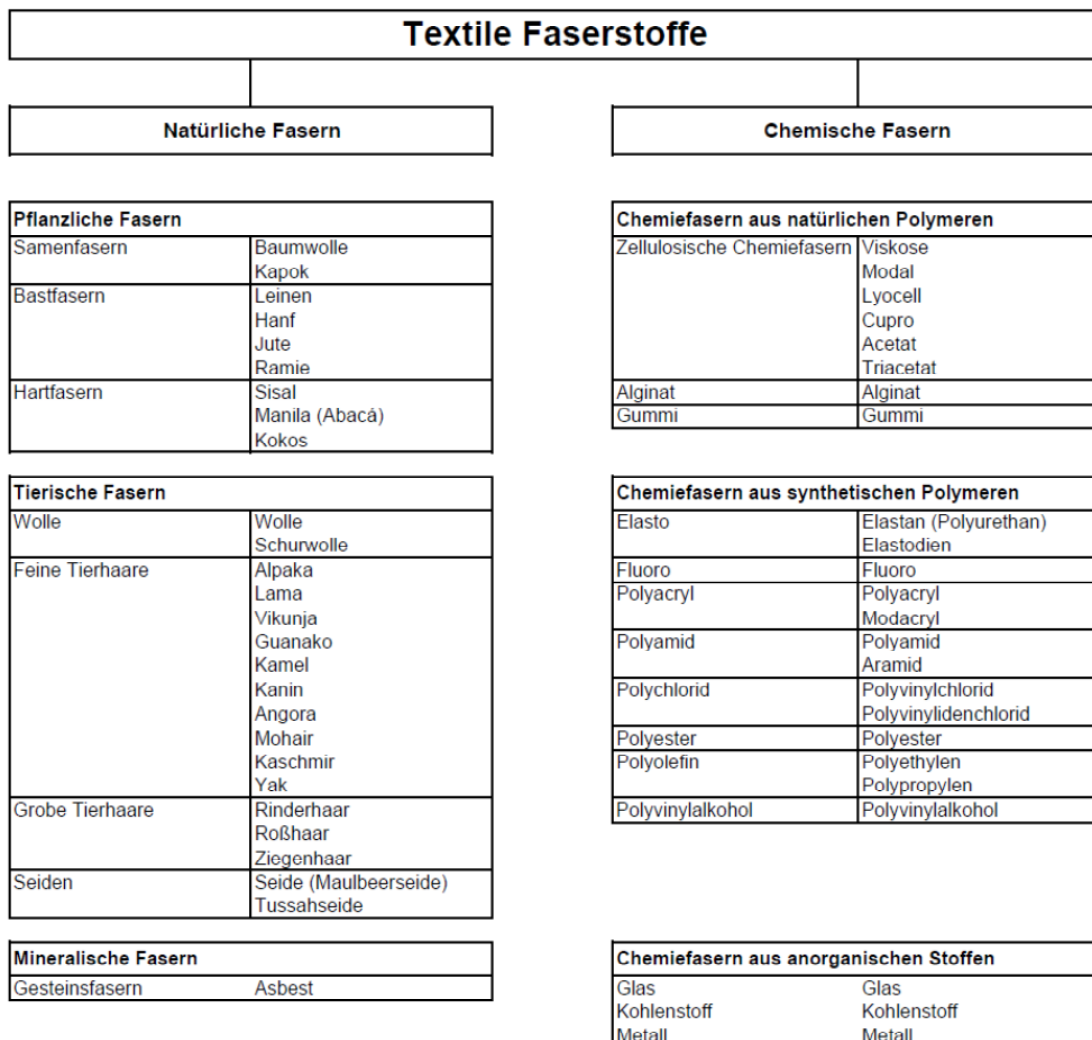 Textile Faserstoffe
Natürliche Fasern
Chemische Fasern
Pflanzliche Fasern
Samenfasern Baumwolle
Kapok
Bastfasern Leinen
Hanf
Jute
Ramie
Hartfasern Sisal
Manila (Abacá)
Kokos
Tierische Fasern
Wolle Wolle
Schurwolle
Feine Tierhaare Alpaka
Lama
Vikunja
Guanako
Kamel
Kanin
Angora
Mohair
Kaschmir
Yak
Grobe Tierhaare Rinderhaar
Roßhaar
Ziegenhaar
Seiden Seide (Maulbeerseide)
Tussahseide
Mineralische Fasern
Gesteinsfasern Asbest
Chemiefasern aus natürlichen Polymeren
Zellulosische Chemiefasern Viskose
Modal
Lyocell
Cupro
Acetat
Triacetat
Alginat Alginat
Gummi Gummi
Chemiefasern aus synthetischen Polymeren
Elasto Elastan (Polyurethan)
Elastodien
Fluoro Fluoro
Polyacryl Polyacryl
Modacryl
Polyamid Polyamid
Aramid
Polychlorid Polyvinylchlorid
Polyvinylidenchlorid
Polyester Polyester
Polyolefin Polyethylen
Polypropylen
Polyvinylalkohol Polyvinylalkohol
Chemiefasern aus anorganischen Stoffen
Glas Glas
Kohlenstoff Kohlenstoff
Metall Metall